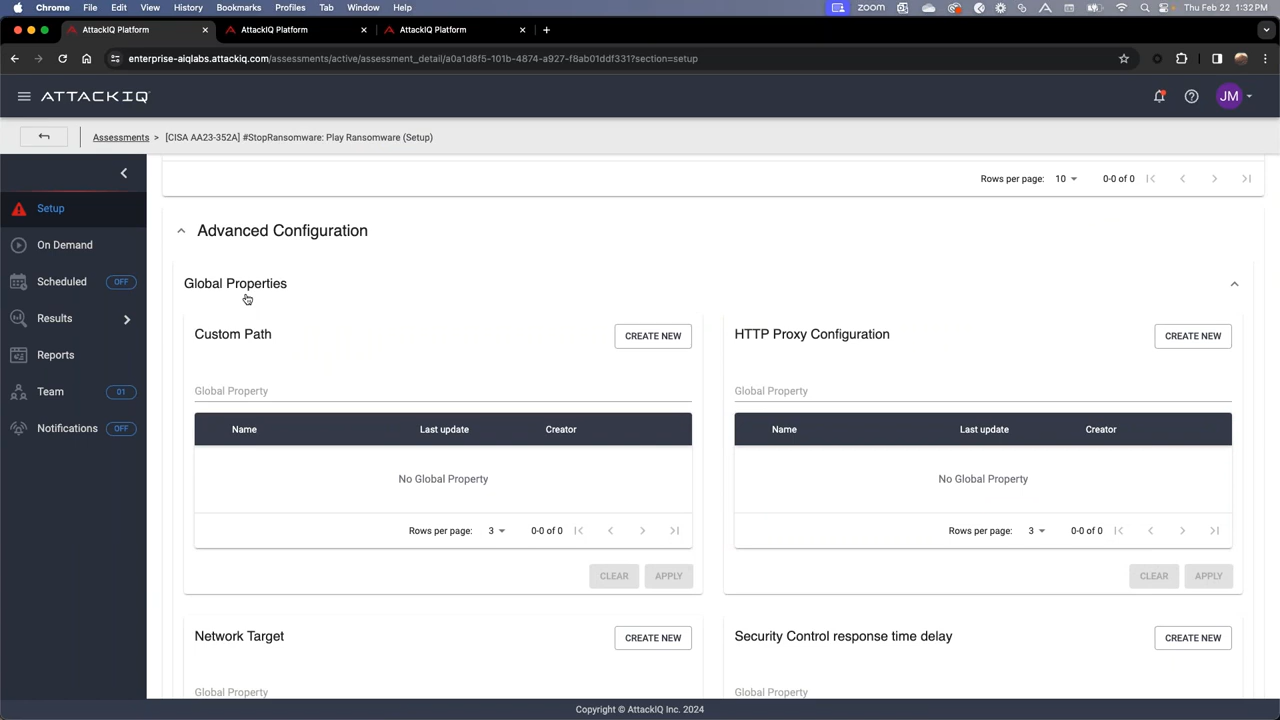 Chrome File Edit View History Bookmarks Profiles Tab Window Help ZOOM Thu Feb 22 1:32 PM
AttackIQ Platform AttackIQ Platform AttackIQ Platform
enterprise-aiqlabs.attackiq.com/assessments/active/assessment_detail/a0a1d8f5-101b-4874-a927-f8ab01ddf331?section=setup
ATTACKIQ JM
Assessments > [CISA AA23-352A] #StopRansomware: Play Ransomware (Setup)
Rows per page: 10 0-0 of 0
Setup
On Demand
Scheduled OFF
Results
Reports
Team 01
Notifications OFF
Advanced Configuration
Global Properties
Custom Path CREATE NEW
Global Property
Name Last update Creator
No Global Property
Rows per page: 3 0-0 of 0
CLEAR APPLY
HTTP Proxy Configuration CREATE NEW
Global Property
Name Last update Creator
No Global Property
Rows per page: 3 0-0 of 0
CLEAR APPLY
Network Target CREATE NEW
Global Property
Security Control response time delay CREATE NEW
Global Property
Copyright © AttackIQ Inc. 2024